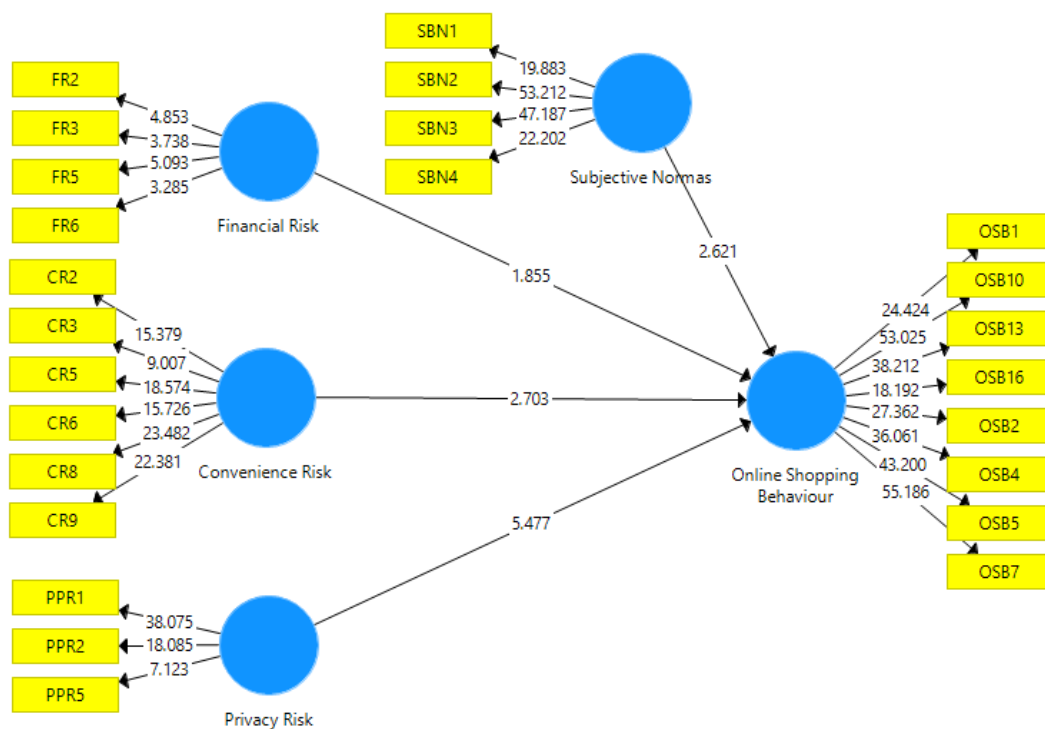 SBN1
SBN2
SBN3
SBN4
19.883
53.212
47.187
22.202
Subjective Normas
FR2
FR3
FR5
FR6
4.853
3.738
5.093
3.285
Financial Risk
CR2
CR3
CR5
CR6
CR8
CR9
15.379
9.007
18.574
15.726
23.482
22.381
Convenience Risk
PPR1
PPR2
PPR5
38.075
18.085
7.123
Privacy Risk
1.855
2.621
2.703
5.477
Online Shopping
Behaviour
24.424
53.025
38.212
18.192
27.362
36.061
43.200
55.186
OSB1
OSB10
OSB13
OSB16
OSB2
OSB4
OSB5
OSB7